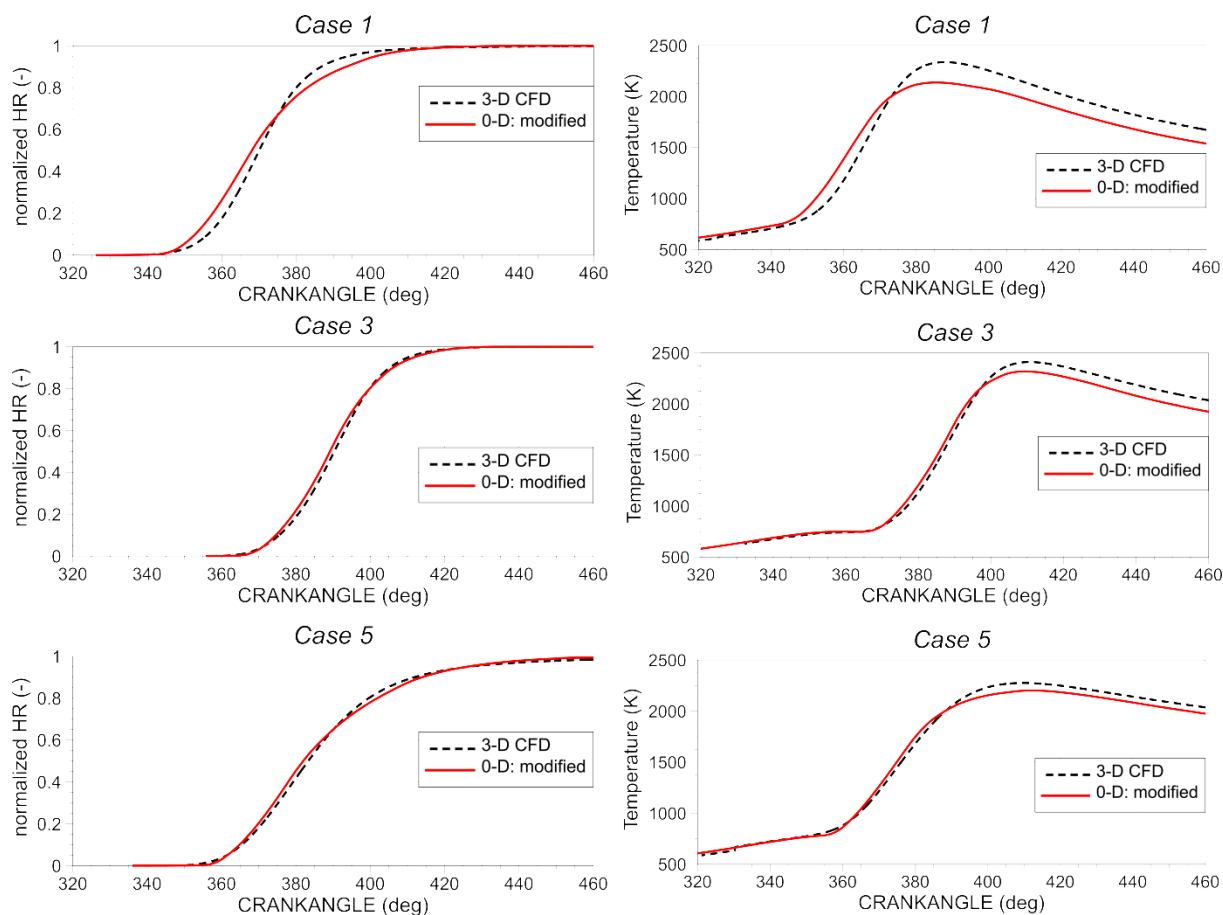 Case 1
normalized HR (-)
1
0.8
0.6
0.4
0.2
0
3-D CFD
0-D: modified
320 340 360 380 400 420 440 460
CRANKANGLE (deg)
Case 1
Temperature (K)
2500
2000
1500
1000
500
3-D CFD
0-D: modified
320 340 360 380 400 420 440 460
CRANKANGLE (deg)
Case 3
normalized HR (-)
1
0.8
0.6
0.4
0.2
0
3-D CFD
0-D: modified
320 340 360 380 400 420 440 460
CRANKANGLE (deg)
Case 3
Temperature (K)
2500
2000
1500
1000
500
3-D CFD
0-D: modified
320 340 360 380 400 420 440 460
CRANKANGLE (deg)
Case 5
normalized HR (-)
1
0.8
0.6
0.4
0.2
0
3-D CFD
0-D: modified
320 340 360 380 400 420 440 460
CRANKANGLE (deg)
Case 5
Temperature (K)
2500
2000
1500
1000
500
3-D CFD
0-D: modified
320 340 360 380 400 420 440 460
CRANKANGLE (deg)